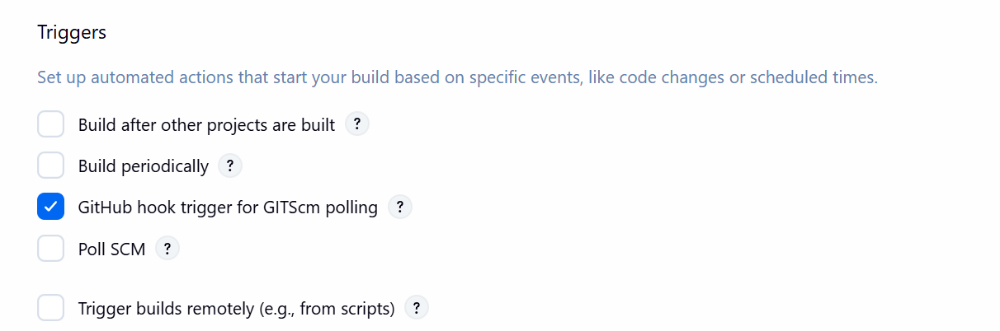 Triggers
Set up automated actions that start your build based on specific events, like code changes or scheduled times.
Build after other projects are built ?
Build periodically ?
GitHub hook trigger for GITScm polling ?
Poll SCM ?
Trigger builds remotely (e.g., from scripts) ?